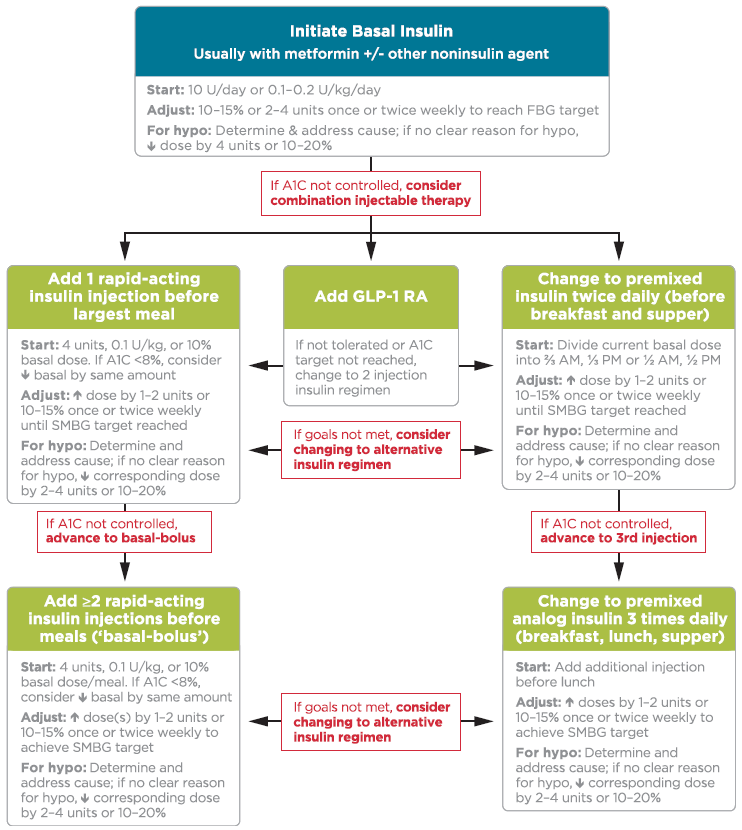 Initiate Basal Insulin
Usually with metformin +/- other noninsulin agent
Start: 10 U/day or 0.1–0.2 U/kg/day
Adjust: 10–15% or 2–4 units once or twice weekly to reach FBG target
For hypo: Determine & address cause; if no clear reason for hypo,
↓ dose by 4 units or 10–20%
If A1C not controlled, consider
combination injectable therapy
Add 1 rapid-acting
insulin injection before
largest meal
Start: 4 units, 0.1 U/kg, or 10%
basal dose. If A1C <8%, consider
↓ basal by same amount
Adjust: ↑ dose by 1–2 units or
10–15% once or twice weekly
until SMBG target reached
For hypo: Determine and
address cause; if no clear reason
for hypo, ↓ corresponding dose
by 2–4 units or 10–20%
Add GLP-1 RA
If not tolerated or A1C
target not reached,
change to 2 injection
insulin regimen
Change to premixed
insulin twice daily (before
breakfast and supper)
Start: Divide current basal dose
into ⅔ AM, ⅓ PM or ½ AM, ½ PM
Adjust: ↑ dose by 1–2 units or
10–15% once or twice weekly
until SMBG target reached
For hypo: Determine and
address cause; if no clear reason
for hypo, ↓ corresponding dose
by 2–4 units or 10–20%
If goals not met, consider
changing to alternative
insulin regimen
If A1C not controlled,
advance to basal-bolus
If A1C not controlled,
advance to 3rd injection
Add ≥2 rapid-acting
insulin injections before
meals (‘basal-bolus’)
Start: 4 units, 0.1 U/kg, or 10%
basal dose/meal. If A1C <8%,
consider ↓ basal by same amount
Adjust: ↑ dose(s) by 1–2 units or
10–15% once or twice weekly to
achieve SMBG target
For hypo: Determine and
address cause; if no clear reason
for hypo, ↓ corresponding dose
by 2–4 units or 10–20%
If goals not met, consider
changing to alternative
insulin regimen
Change to premixed
analog insulin 3 times daily
(breakfast, lunch, supper)
Start: Add additional injection
before lunch
Adjust: ↑ doses by 1–2 units or
10–15% once or twice weekly to
achieve SMBG target
For hypo: Determine and
address cause; if no clear reason
for hypo, ↓ corresponding dose
by 2–4 units or 10–20%